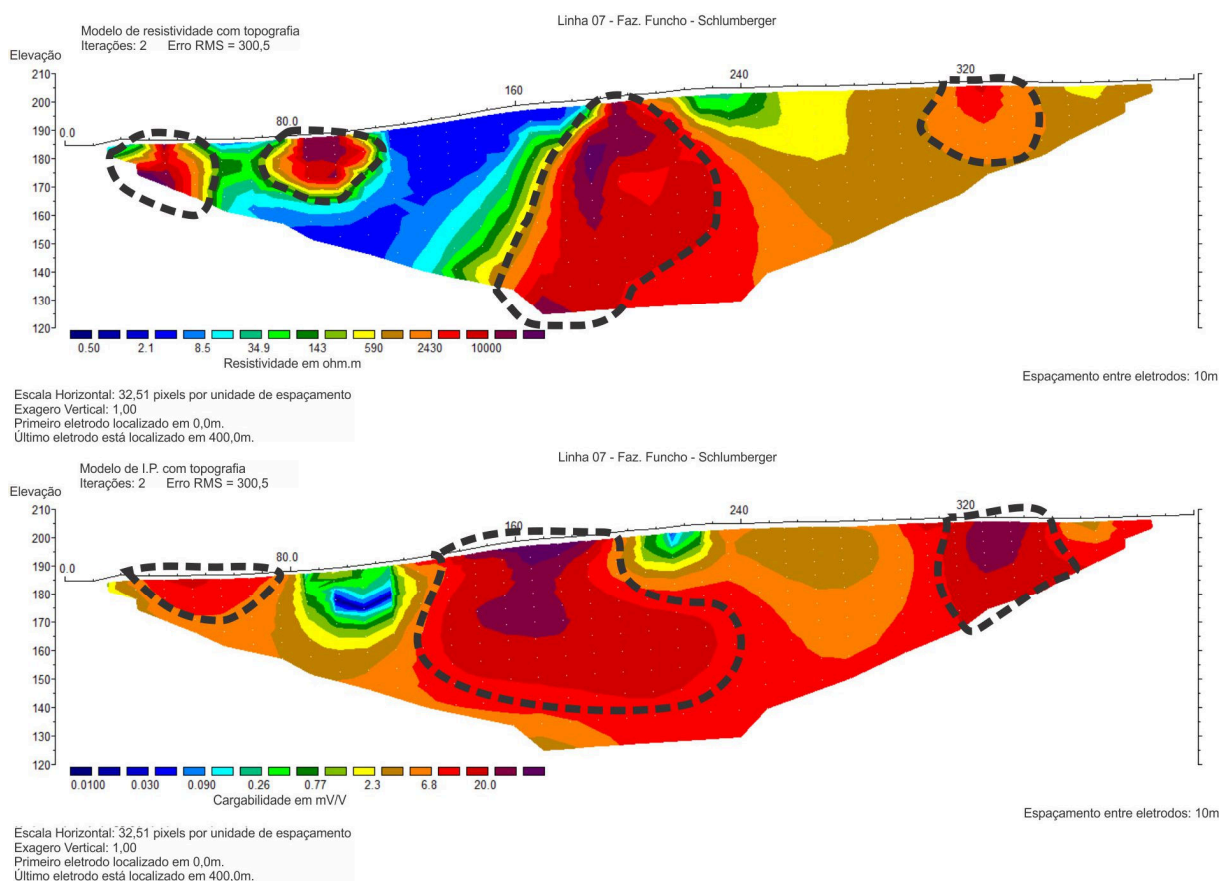 Linha 07 - Faz. Funcho - Schlumberger
Modelo de resistividade com topografia
Iterações: 2 Erro RMS = 300,5
Elevação
210
200
190
180
170
160
150
140
130
120
0.0
80.0
160
240
320
0.50 2.1 8.5 34.9 143 590 2430 10000
Resistividade em ohm.m
Espaçamento entre eletrodos: 10m
Escala Horizontal: 32,51 pixels por unidade de espaçamento
Exagero Vertical: 1,00
Primeiro eletrodo localizado em 0,0m.
Último eletrodo está localizado em 400,0m.
Linha 07 - Faz. Funcho - Schlumberger
Modelo de I.P. com topografia
Iterações: 2 Erro RMS = 300,5
Elevação
210
200
190
180
170
160
150
140
130
120
0.0
80.0
160
240
320
0.0100 0.030 0.090 0.26 0.77 2.3 6.8 20.0
Cargabilidade em mV/V
Espaçamento entre eletrodos: 10m
Escala Horizontal: 32,51 pixels por unidade de espaçamento
Exagero Vertical: 1,00
Primeiro eletrodo localizado em 0,0m.
Último eletrodo está localizado em 400,0m.